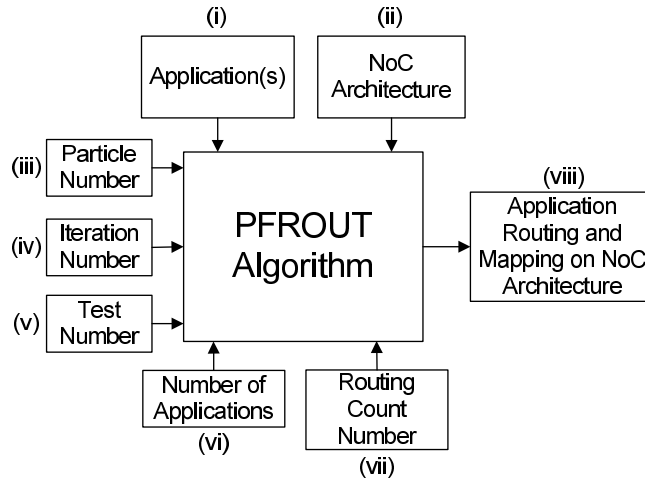 (i)
Application(s)
(ii)
NoC
Architecture
(iii)
Particle
Number
(iv)
Iteration
Number
(v)
Test
Number
PFROUT
Algorithm
(viii)
Application
Routing and
Mapping on NoC
Architecture
Number of
Applications
(vi)
Routing
Count
Number
(vii)